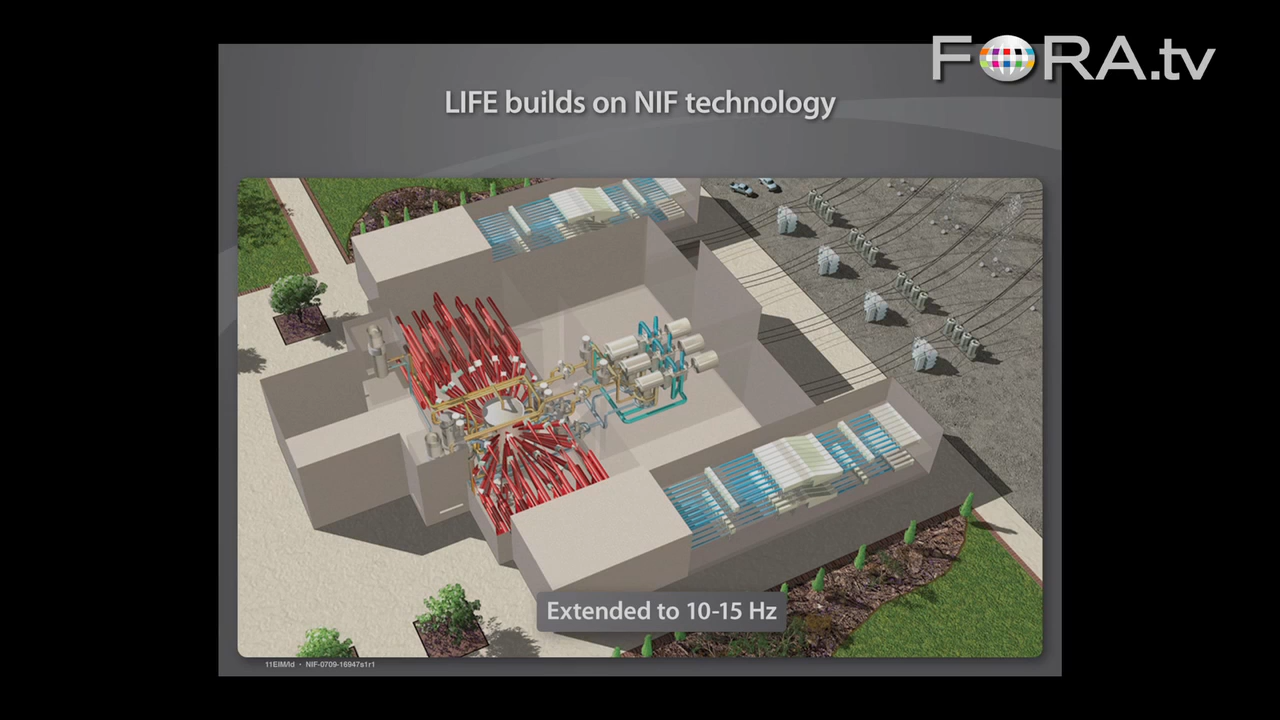 FORA.tv
LIFE builds on NIF technology
Extended to 10-15 Hz
11EIM/ld • NIF-0709-16947s1r1